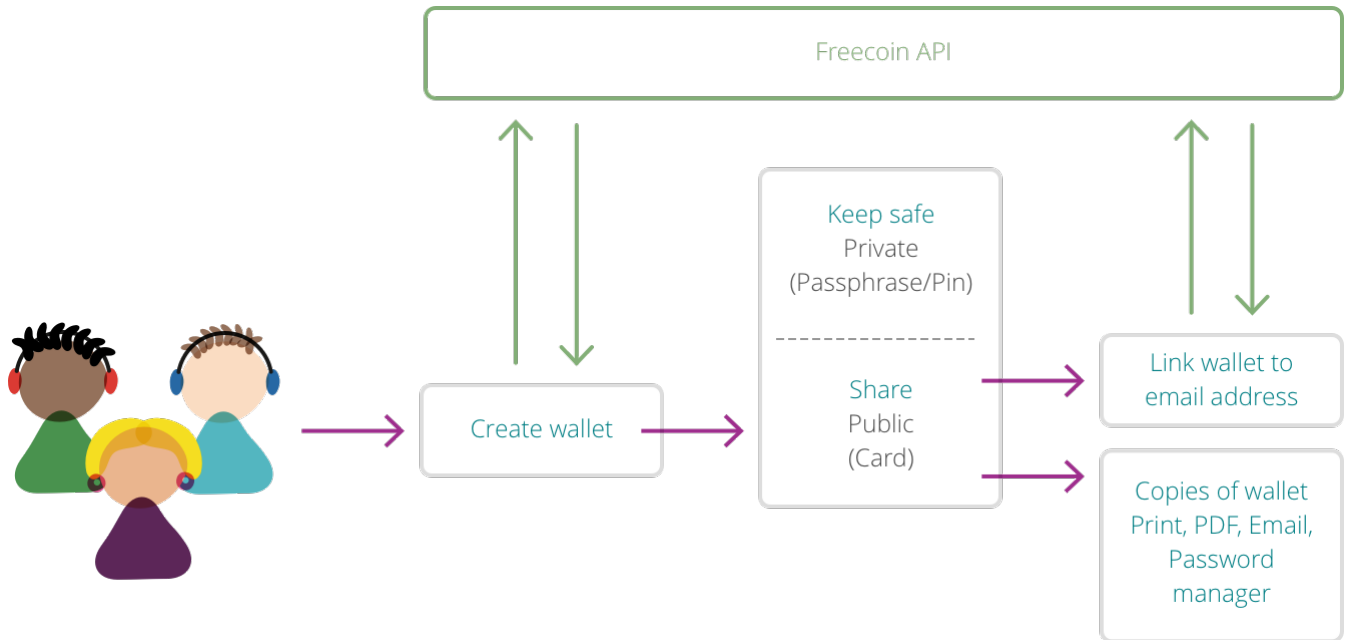 Freecoin API
Keep safe
Private
(Passphrase/Pin)
Create wallet
Share
Public
(Card)
Link wallet to
email address
Copies of wallet
Print, PDF, Email,
Password
manager